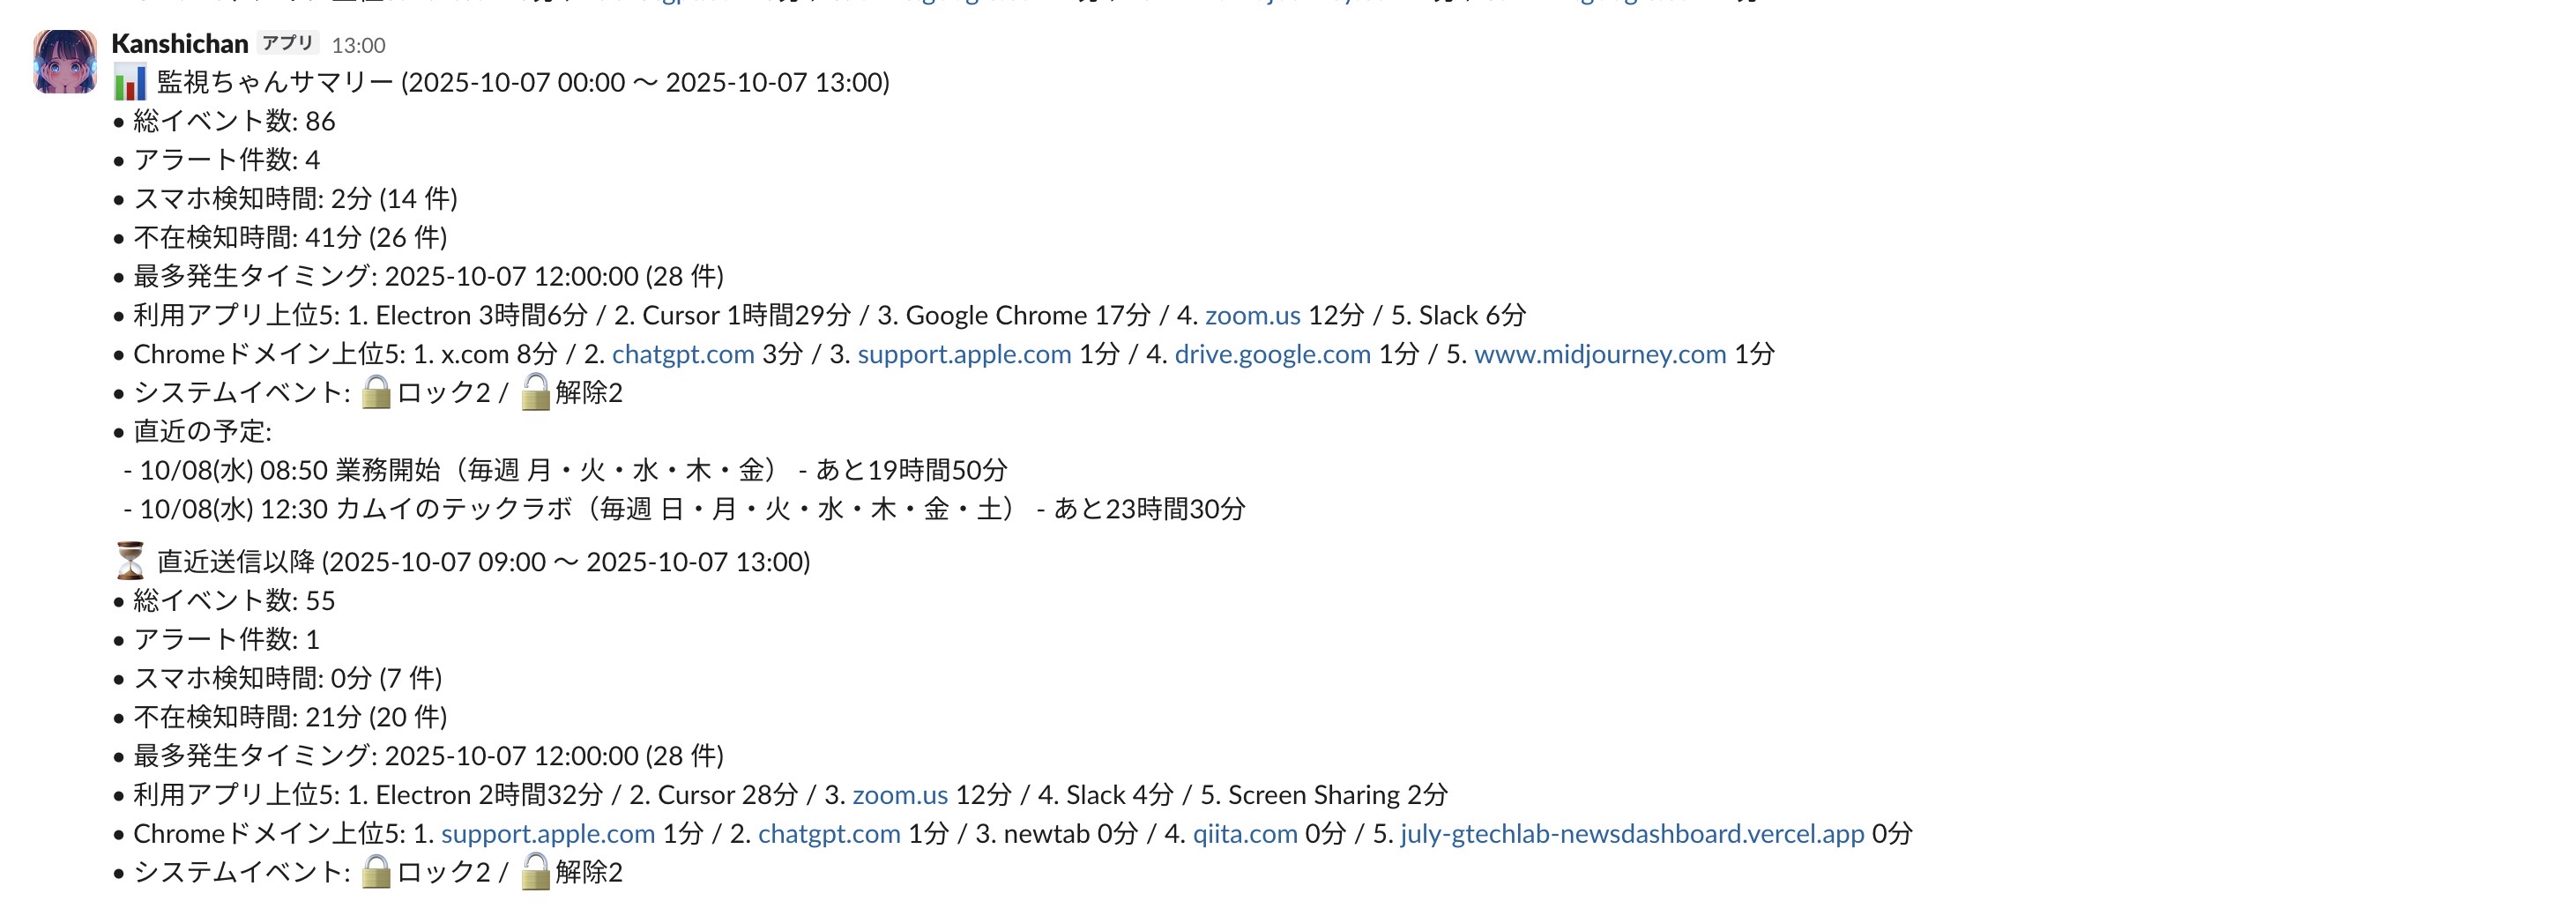 Kanshichan アプリ 13:00
監視ちゃんサマリー (2025-10-07 00:00 〜 2025-10-07 13:00)
• 総イベント数: 86
• アラート件数: 4
• スマホ検知時間: 2分 (14 件)
• 不在検知時間: 41分 (26 件)
• 最多発生タイミング: 2025-10-07 12:00:00 (28 件)
• 利用アプリ上位5: 1. Electron 3時間6分 / 2. Cursor 1時間29分 / 3. Google Chrome 17分 / 4. zoom.us 12分 / 5. Slack 6分
• Chromeドメイン上位5: 1. x.com 8分 / 2. chatgpt.com 3分 / 3. support.apple.com 1分 / 4. drive.google.com 1分 / 5. www.midjourney.com 1分
• システムイベント: 🔒ロック2 / 🔓解除2
• 直近の予定:
- 10/08(水) 08:50 業務開始（毎週 月・火・水・木・金） - あと19時間50分
- 10/08(水) 12:30 カムイのテックラボ（毎週 日・月・火・水・木・金・土） - あと23時間30分
直近送信以降 (2025-10-07 09:00 〜 2025-10-07 13:00)
• 総イベント数: 55
• アラート件数: 1
• スマホ検知時間: 0分 (7 件)
• 不在検知時間: 21分 (20 件)
• 最多発生タイミング: 2025-10-07 12:00:00 (28 件)
• 利用アプリ上位5: 1. Electron 2時間32分 / 2. Cursor 28分 / 3. zoom.us 12分 / 4. Slack 4分 / 5. Screen Sharing 2分
• Chromeドメイン上位5: 1. support.apple.com 1分 / 2. chatgpt.com 1分 / 3. newtab 0分 / 4. qiita.com 0分 / 5. july-gtechlab-newsdashboard.vercel.app 0分
• システムイベント: 🔒ロック2 / 🔓解除2